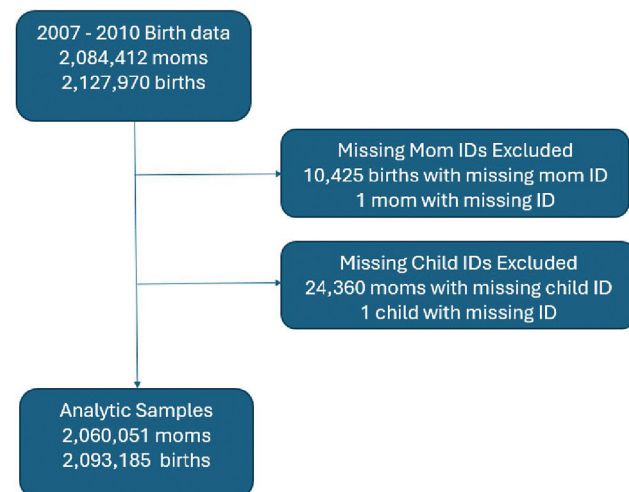 2007 - 2010 Birth data
2,084,412 moms
2,127,970 births
Missing Mom IDs Excluded
10,425 births with missing mom ID
1 mom with missing ID
Missing Child IDs Excluded
24,360 moms with missing child ID
1 child with missing ID
Analytic Samples
2,060,051 moms
2,093,185 births